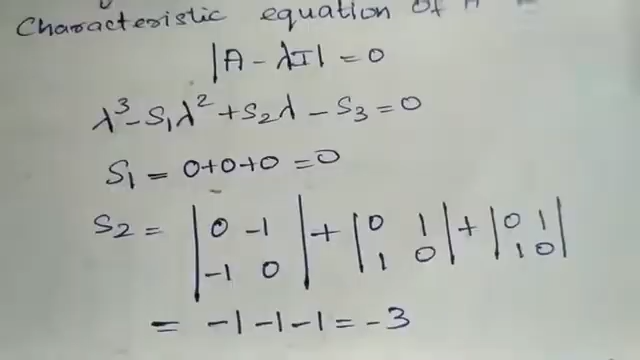 Characteristic equation of A
|A - λI| = 0
λ³ - S₁λ² + S₂λ - S₃ = 0
S₁ = 0+0+0 = 0
S₂ = |0 -1| + |0 1| + |0 1|
|-1 0| |1 0| |1 0|
= -1-1-1 = -3